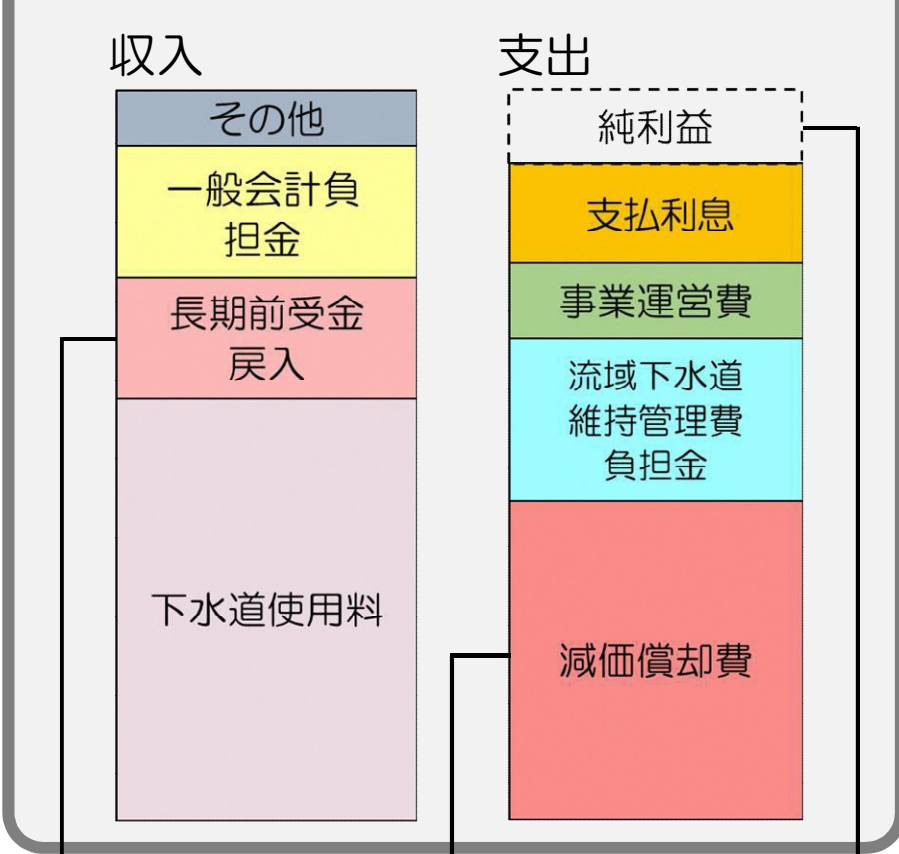 収入
その他
一般会計負
担金
長期前受金
戻入
下水道使用料
支出
純利益
支払利息
事業運営費
流域下水道
維持管理費
負担金
減価償却費